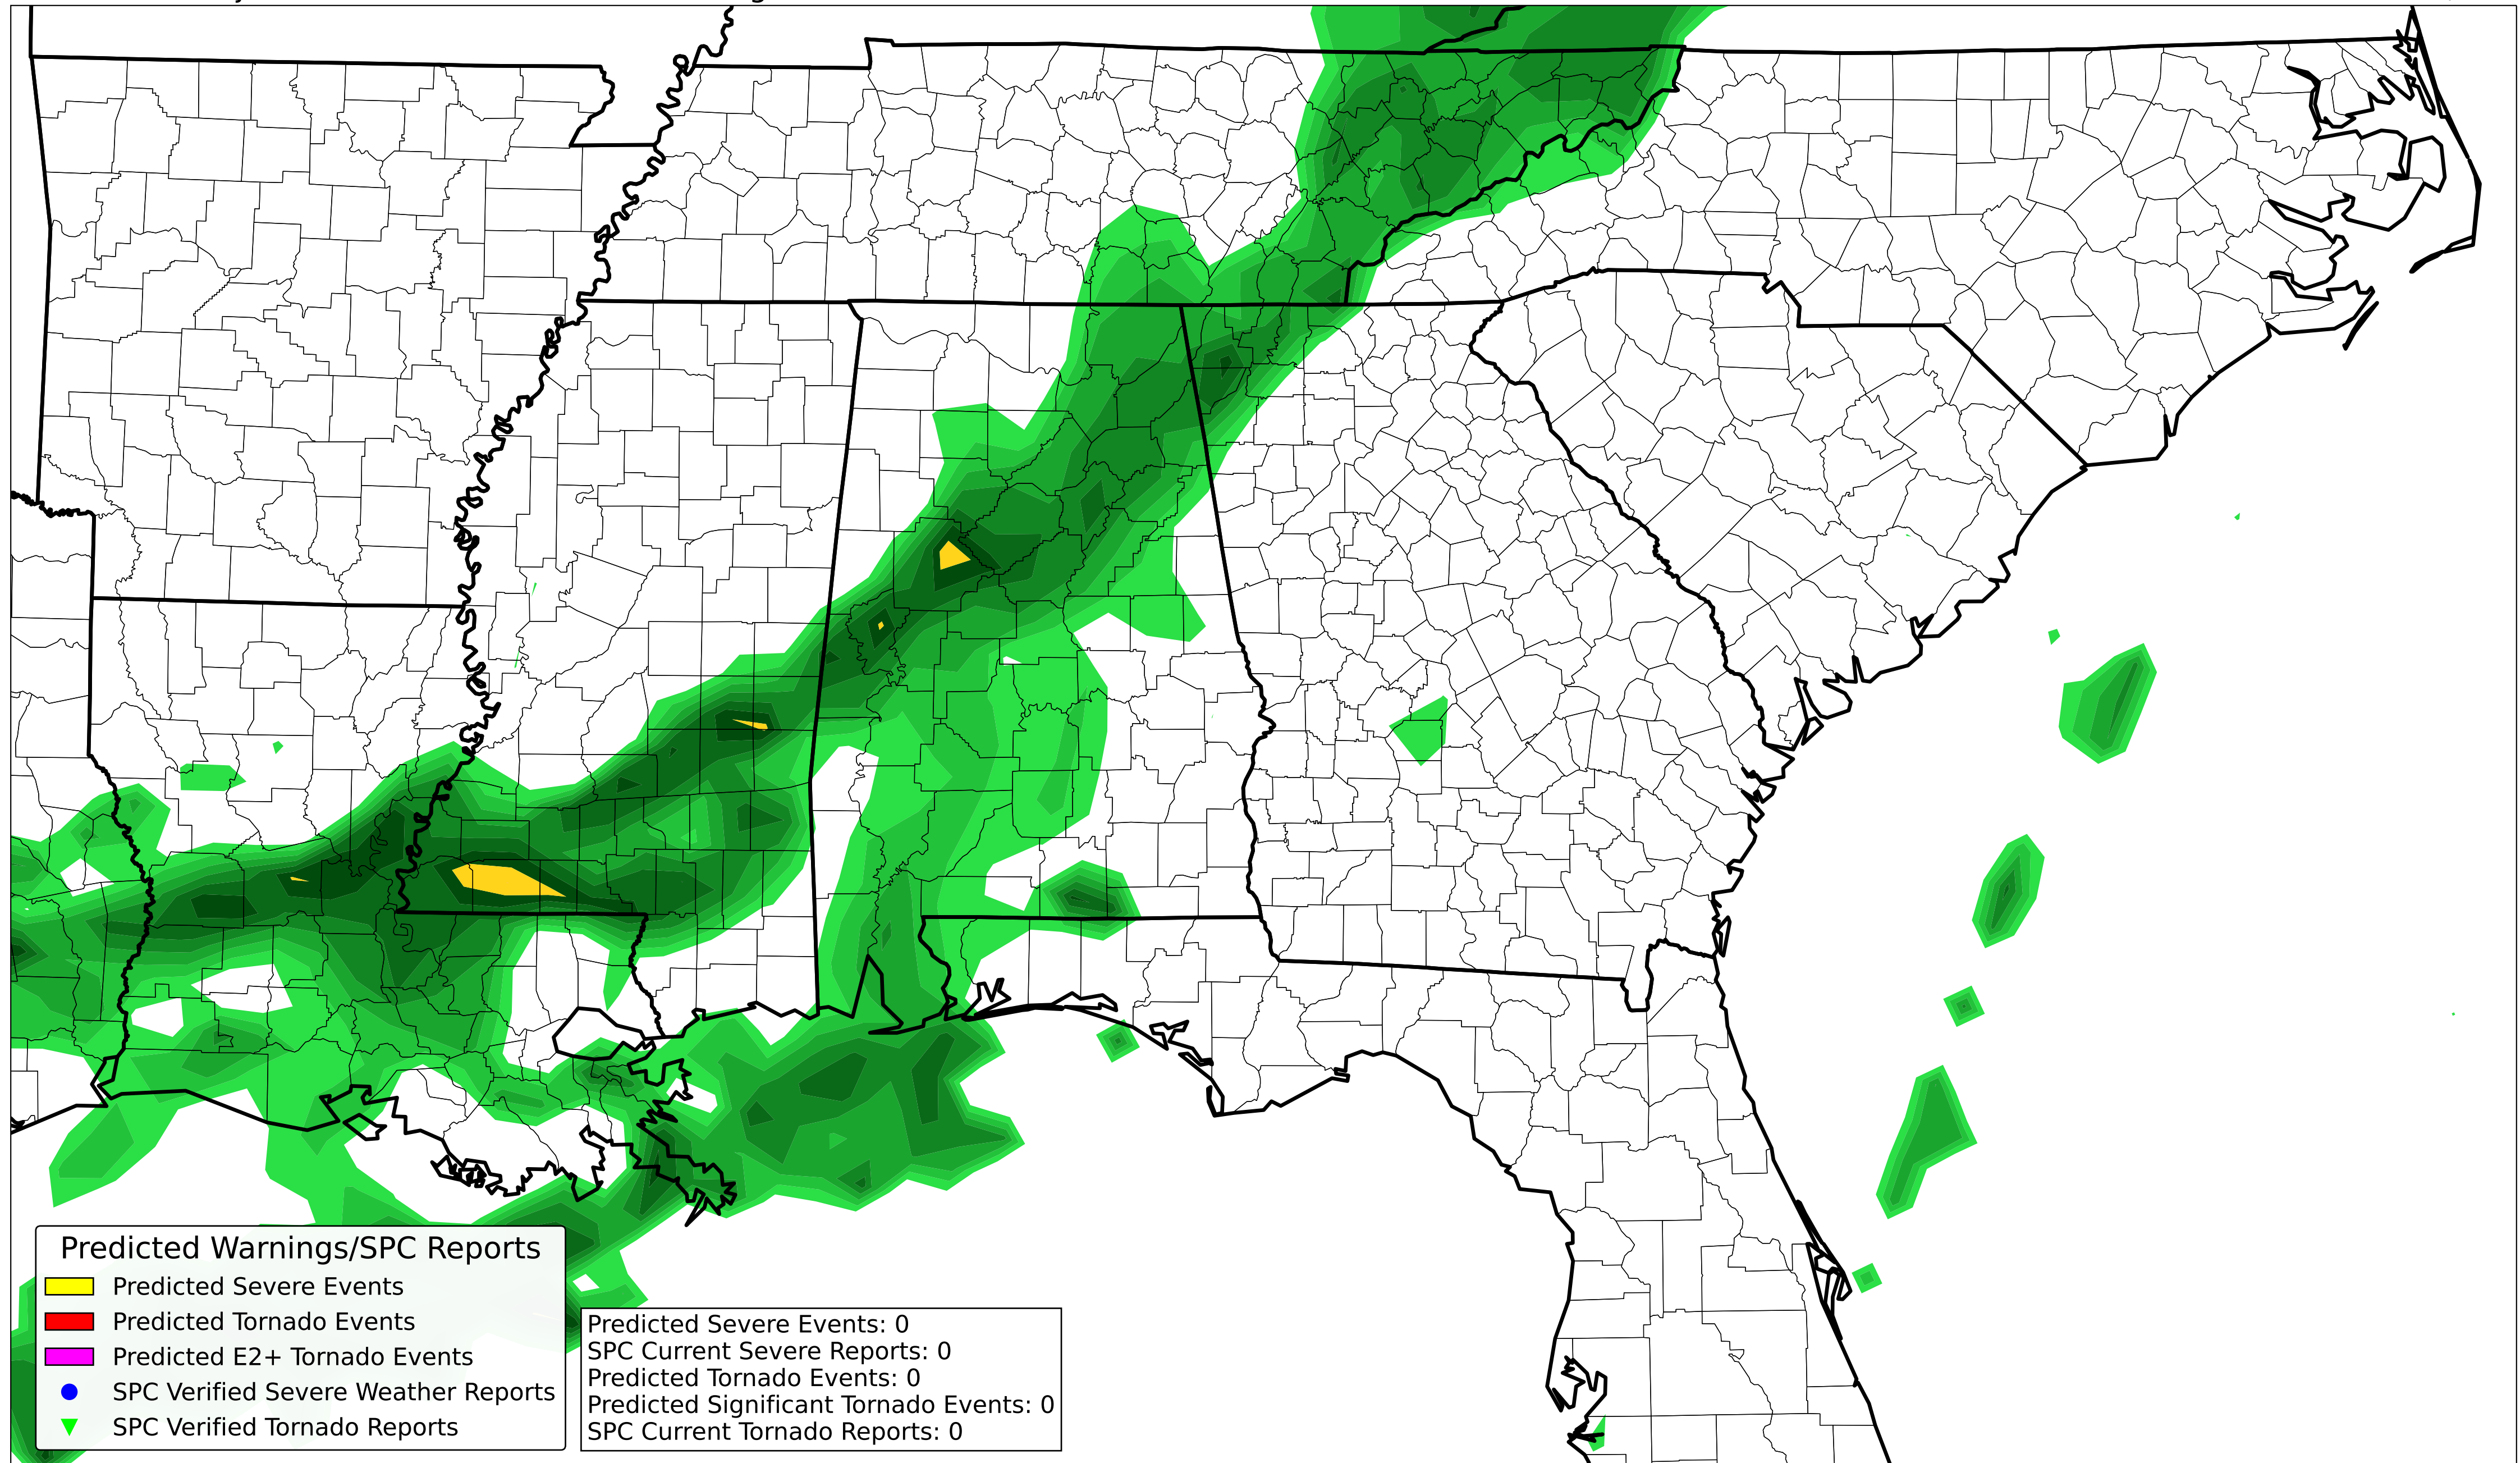 Predicted Warnings/SPC Reports
Predicted Severe Events
Predicted Tornado Events
Predicted E2+ Tornado Events
SPC Verified Severe Weather Reports
SPC Verified Tornado Reports
Predicted Severe Events: 0
SPC Current Severe Reports: 0
Predicted Tornado Events: 0
Predicted Significant Tornado Events: 0
SPC Current Tornado Reports: 0